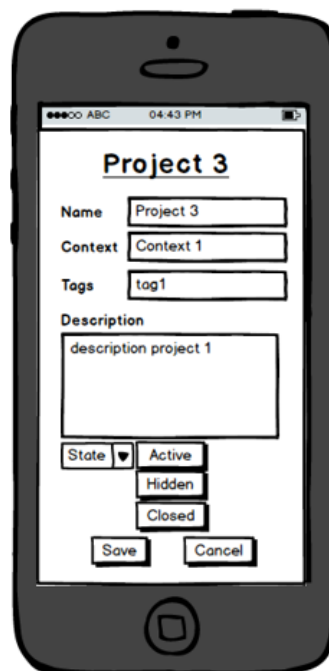 ABC 04:43 PM
Project 3
Name Project 3
Context Context 1
Tags tag1
Description
description project 1
State Active
Hidden
Closed
Save Cancel